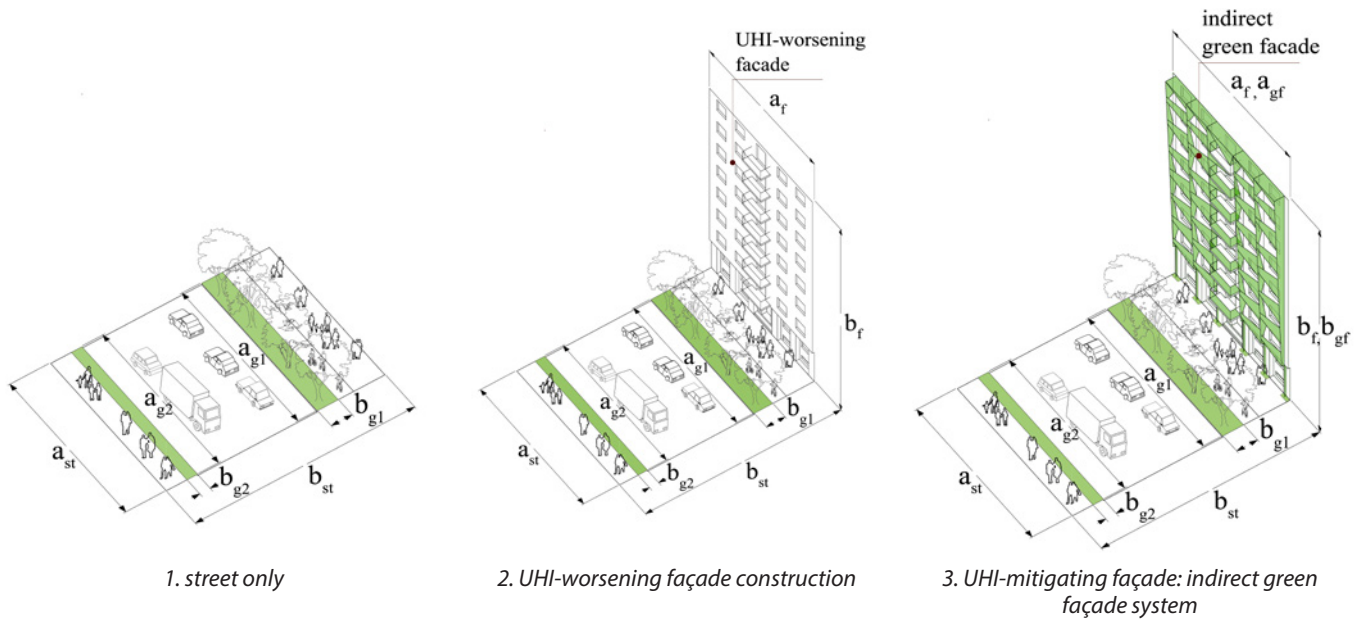 a_g1
a_g2
a_st
b_g1
b_g2
b_st
1. street only
UHI-worsening
facade
a_f
b_f
a_g1
a_g2
a_st
b_g1
b_g2
b_st
2. UHI-worsening façade construction
indirect
green facade
a_f, a_gf
b_f, b_gf
a_g1
a_g2
a_st
b_g1
b_g2
b_st
3. UHI-mitigating façade: indirect green
façade system